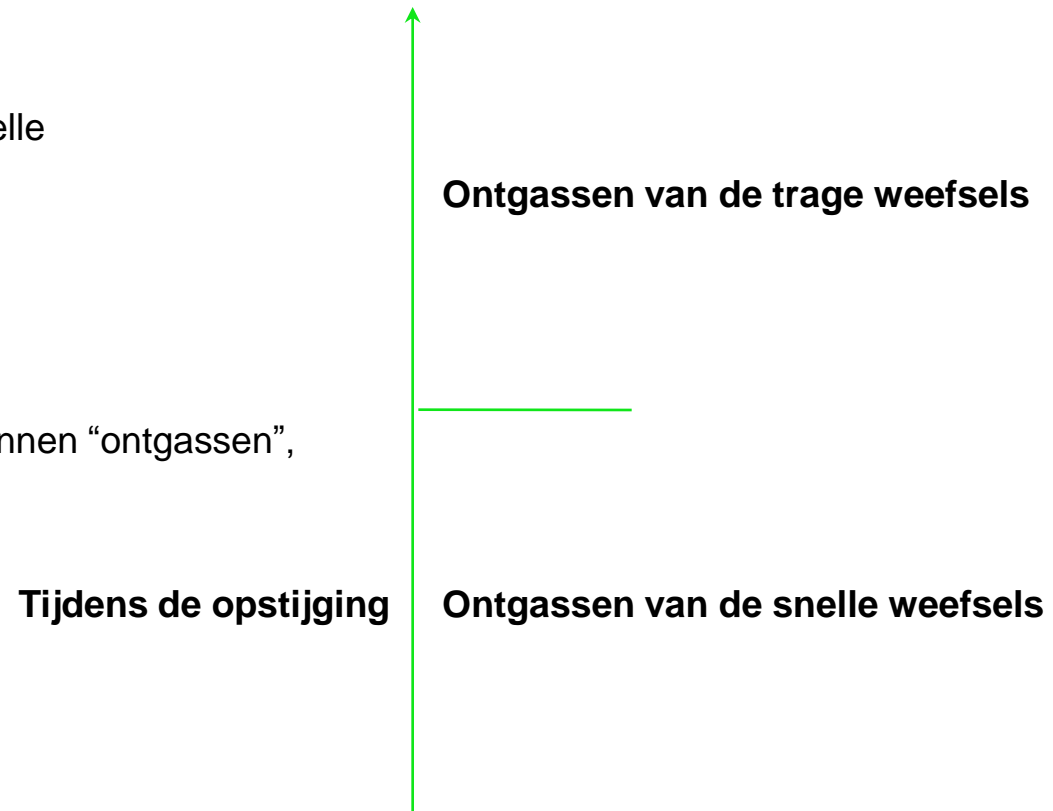 elle
Ontgassen van de trage weefsels
nnen “ontgassen”,
Tijdens de opstijging
Ontgassen van de snelle weefsels